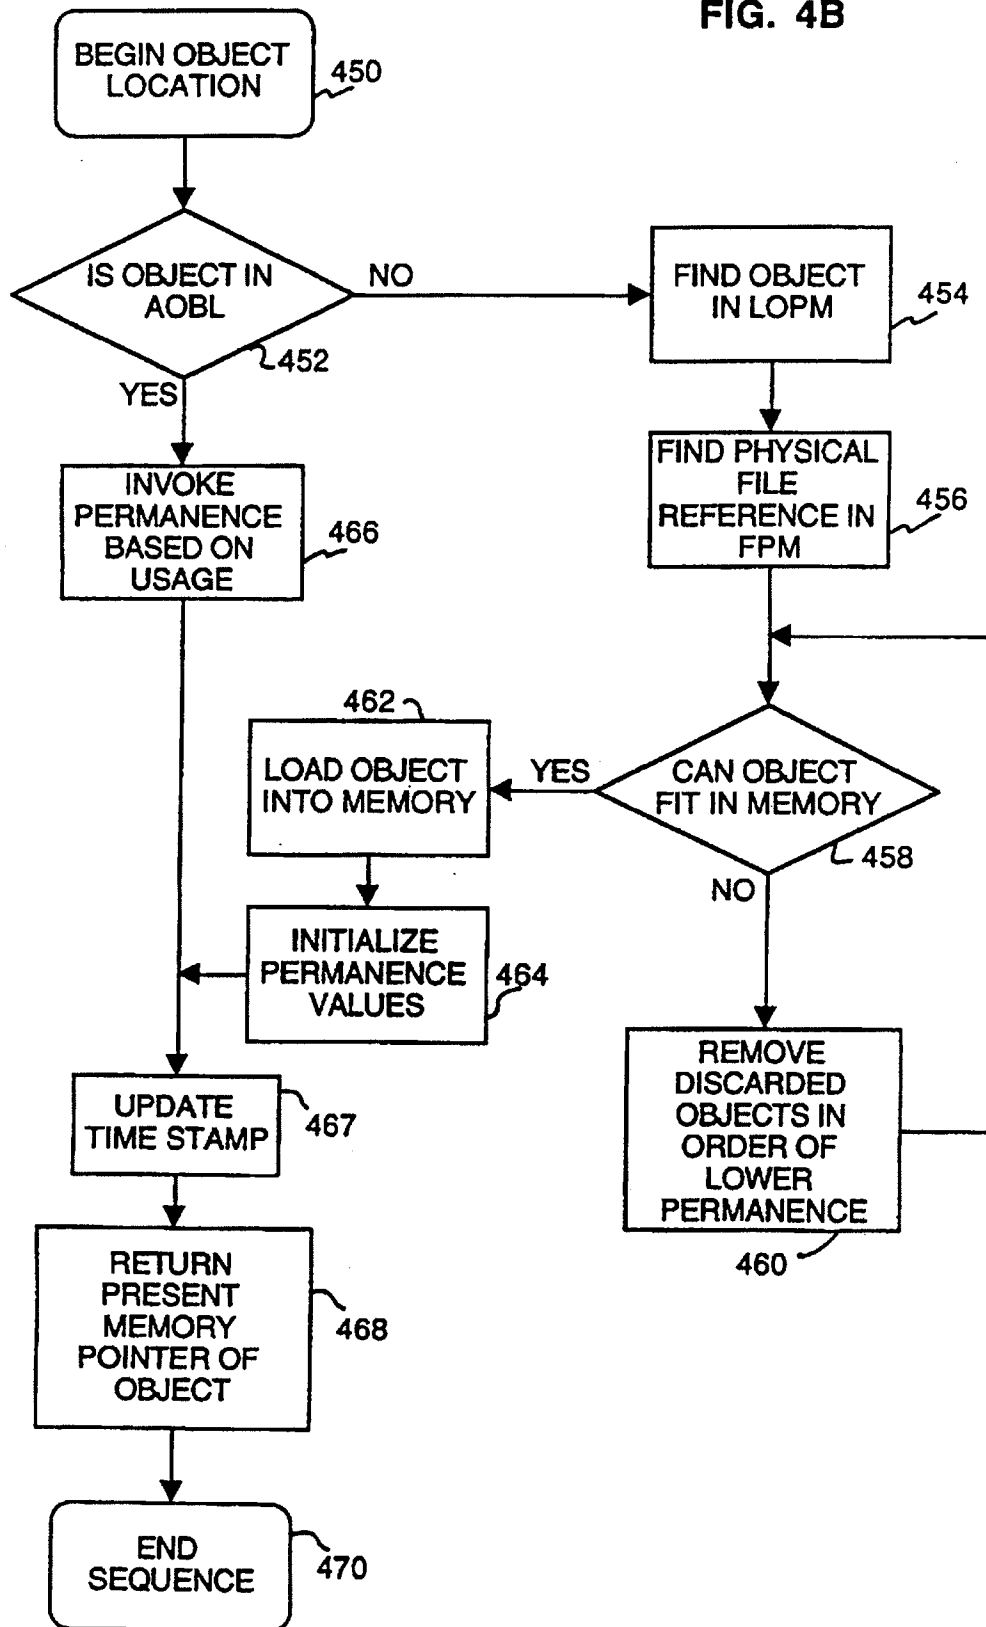 FIG. 4B
BEGIN OBJECT
LOCATION
450
IS OBJECT IN
AOBL
452
NO
YES
FIND OBJECT
IN LOPM
454
FIND PHYSICAL
FILE
REFERENCE IN
FPM
456
INVOKE
PERMANENCE
BASED ON
USAGE
466
CAN OBJECT
FIT IN MEMORY
458
YES
NO
462
LOAD OBJECT
INTO MEMORY
INITIALIZE
PERMANENCE
VALUES
464
REMOVE
DISCARDED
OBJECTS IN
ORDER OF
LOWER
PERMANENCE
460
UPDATE
TIME STAMP
467
RETURN
PRESENT
MEMORY
POINTER OF
OBJECT
468
END
SEQUENCE
470